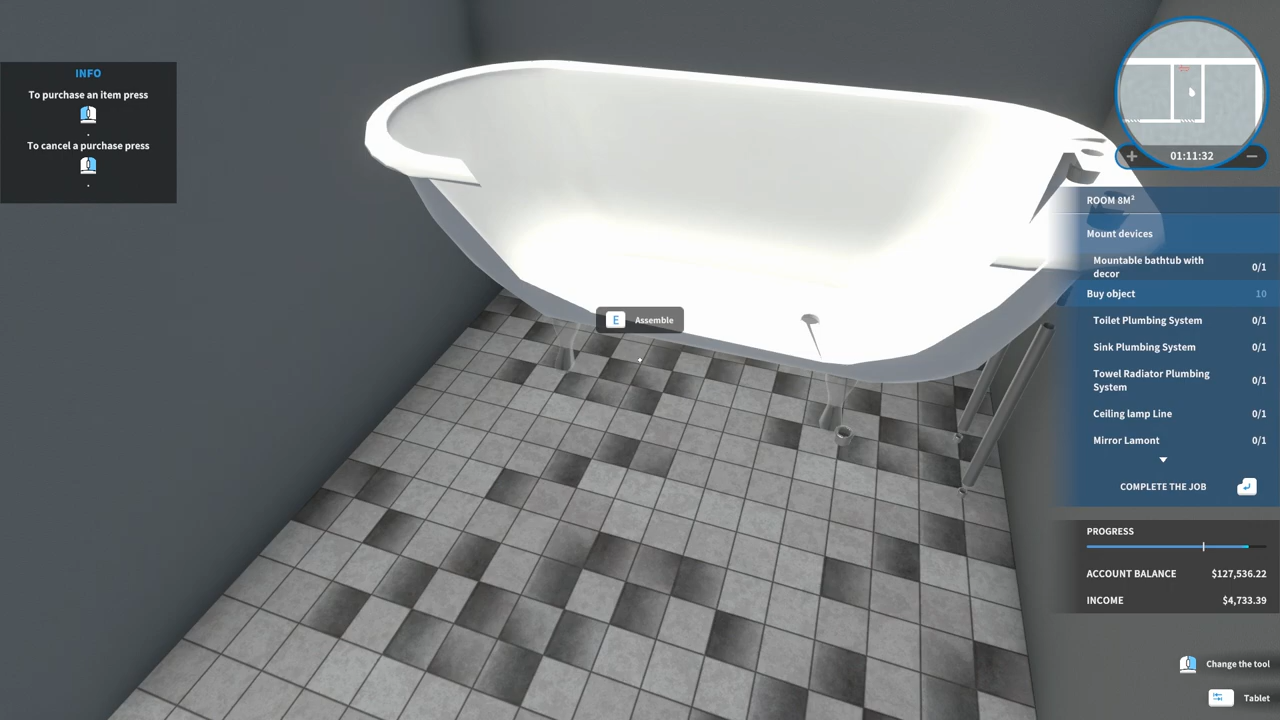 INFO
To purchase an item press
.
To cancel a purchase press
.
E Assemble
+ 01:11:32 −
ROOM 8M²
Mount devices
Mountable bathtub with
decor 0/1
Buy object 10
Toilet Plumbing System 0/1
Sink Plumbing System 0/1
Towel Radiator Plumbing
System 0/1
Ceiling lamp Line 0/1
Mirror Lamont 0/1
COMPLETE THE JOB
PROGRESS
ACCOUNT BALANCE $127,536.22
INCOME $4,733.39
Change the tool
Tablet